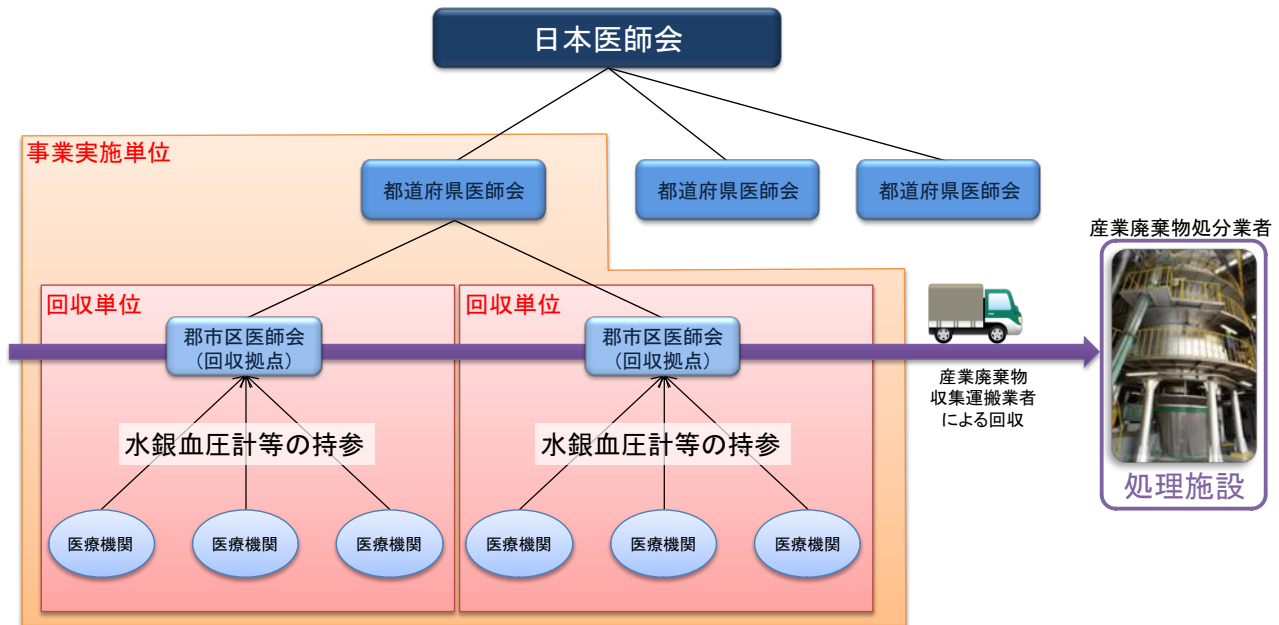 日本医師会
事業実施単位
都道府県医師会
都道府県医師会
都道府県医師会
産業廃棄物処分業者
回収単位
回収単位
郡市区医師会
(回収拠点)
郡市区医師会
(回収拠点)
産業廃棄物
収集運搬業者
による回収
水銀血圧計等の持参
水銀血圧計等の持参
処理施設
医療機関
医療機関
医療機関
医療機関
医療機関
医療機関